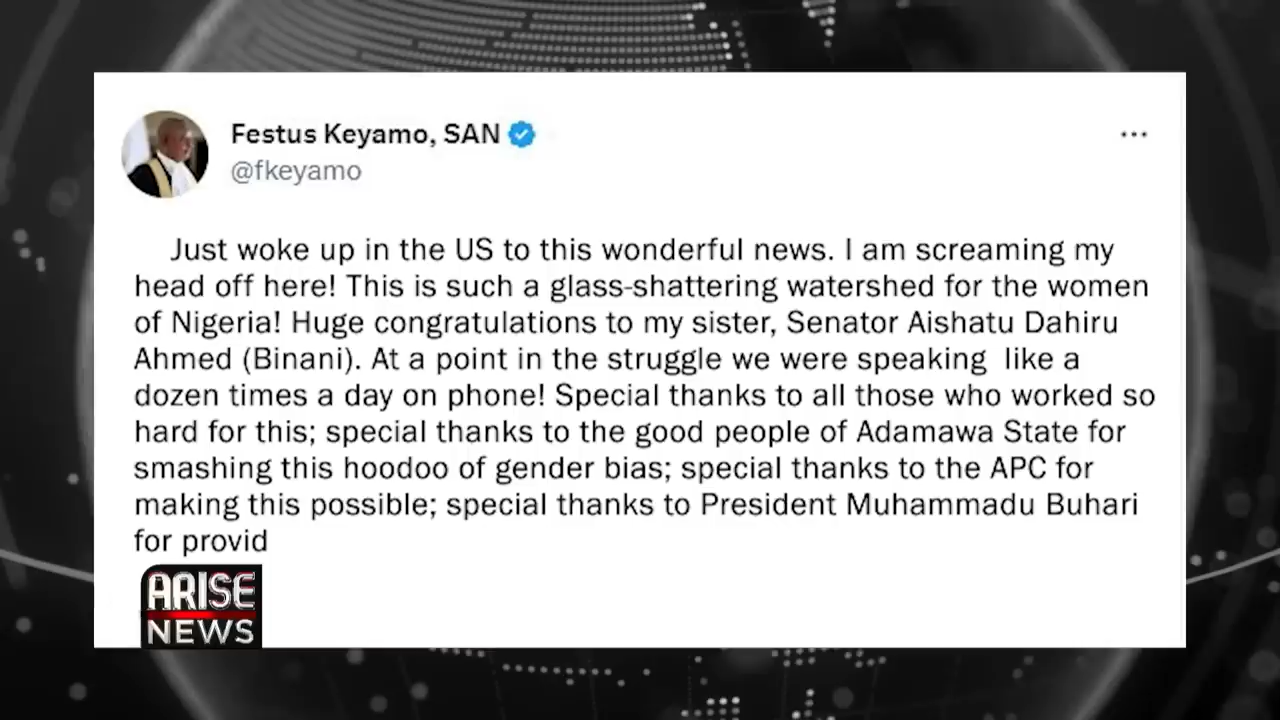 Festus Keyamo, SAN
@fkeyamo
Just woke up in the US to this wonderful news. I am screaming my
head off here! This is such a glass-shattering watershed for the women
of Nigeria! Huge congratulations to my sister, Senator Aishatu Dahiru
Ahmed (Binani). At a point in the struggle we were speaking like a
dozen times a day on phone! Special thanks to all those who worked so
hard for this; special thanks to the good people of Adamawa State for
smashing this hoodoo of gender bias; special thanks to the APC for
making this possible; special thanks to President Muhammadu Buhari
for provid
ARISE
NEWS